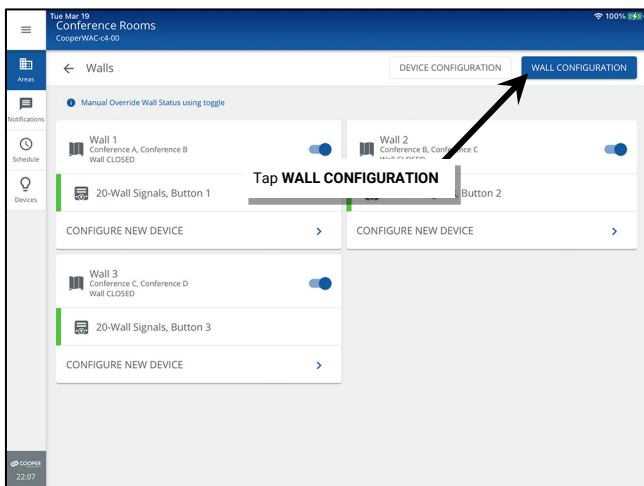 Tue Mar 19
100%
Conference Rooms
CooperWAC-c4-00
Areas
Walls
DEVICE CONFIGURATION
WALL CONFIGURATION
Notifications
Manual Override Wall Status using toggle
Schedule
Wall 1
Conference A, Conference B
Wall CLOSED
Wall 2
Conference B, Conference C
Wall CLOSED
Tap WALL CONFIGURATION
Devices
20-Wall Signals, Button 1
Button 2
CONFIGURE NEW DEVICE
CONFIGURE NEW DEVICE
Wall 3
Conference C, Conference D
Wall CLOSED
20-Wall Signals, Button 3
CONFIGURE NEW DEVICE
COOPER
22:07